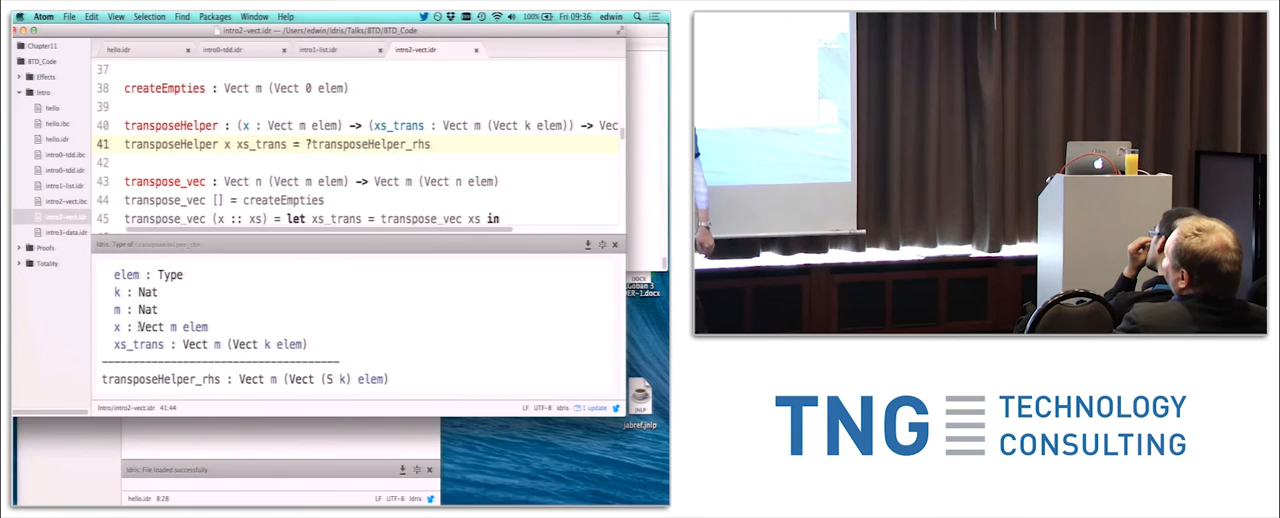 Atom File Edit View Selection Find Packages Window Help 100% Fri 09:36 edwin
intro2-vect.idr — /Users/edwin/Idris/Talks/BTD/BTD_Code
Chapter11
BTD_Code
Effects
Intro
hello
hello.ibc
hello.idr
intro0-tdd.ibc
intro0-tdd.idr
intro1-list.idr
intro2-vect.ibc
intro2-vect.idr
intro3-data.idr
Proofs
Totality
hello.idr intro0-tdd.idr intro1-list.idr intro2-vect.idr
37
38 createEmpties : Vect m (Vect 0 elem)
39
40 transposeHelper : (x : Vect m elem) -> (xs_trans : Vect m (Vect k elem)) -> Vec
41 transposeHelper x xs_trans = ?transposeHelper_rhs
42
43 transpose_vec : Vect n (Vect m elem) -> Vect m (Vect n elem)
44 transpose_vec [] = createEmpties
45 transpose_vec (x :: xs) = let xs_trans = transpose_vec xs in
Idris: Type of transposeHelper_rhs
elem : Type
k : Nat
m : Nat
x : Vect m elem
xs_trans : Vect m (Vect k elem)
--------------------------------------
transposeHelper_rhs : Vect m (Vect (S k) elem)
Intro/intro2-vect.idr 41:44 LF UTF-8 Idris 1 update
DOCX
jabref.jnlp
JNLP
Idris: File loaded successfully
hello.idr 8:28 LF UTF-8 Idris
TNG TECHNOLOGY
CONSULTING